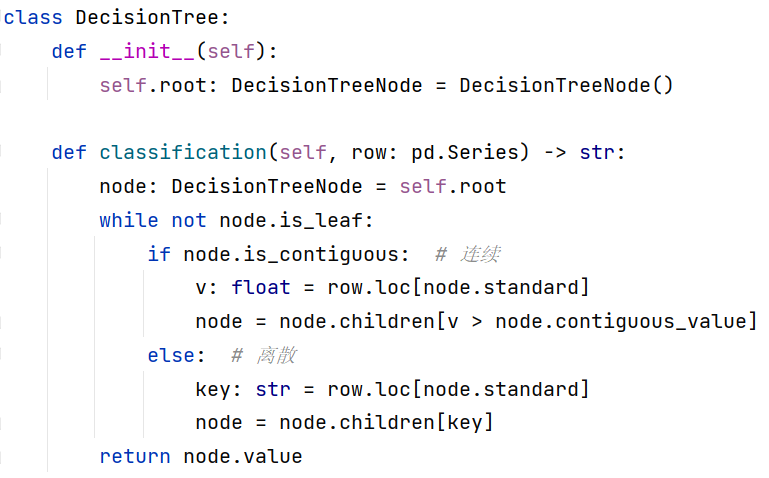 class DecisionTree:
    def __init__(self):
        self.root: DecisionTreeNode = DecisionTreeNode()

    def classification(self, row: pd.Series) -> str:
        node: DecisionTreeNode = self.root
        while not node.is_leaf:
            if node.is_contiguous:  # 连续
                v: float = row.loc[node.standard]
                node = node.children[v > node.contiguous_value]
            else:  # 离散
                key: str = row.loc[node.standard]
                node = node.children[key]
        return node.value